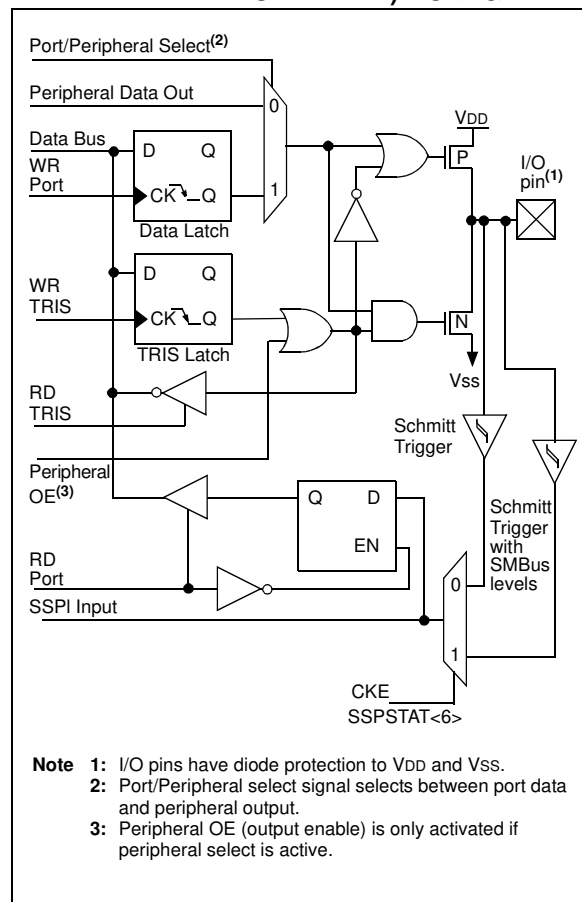 Port/Peripheral Select(2)
Peripheral Data Out
0
1
Data Bus
WR
Port
D Q
CK Q
Data Latch
VDD
P
I/O
pin(1)
WR
TRIS
D Q
CK Q
TRIS Latch
N
Vss
RD
TRIS
Schmitt
Trigger
Peripheral
OE(3)
Q D
EN
Schmitt
Trigger
with
SMBus
levels
RD
Port
SSPI Input
0
1
CKE
SSPSTAT<6>
Note 1: I/O pins have diode protection to VDD and VSS.
2: Port/Peripheral select signal selects between port data
and peripheral output.
3: Peripheral OE (output enable) is only activated if
peripheral select is active.